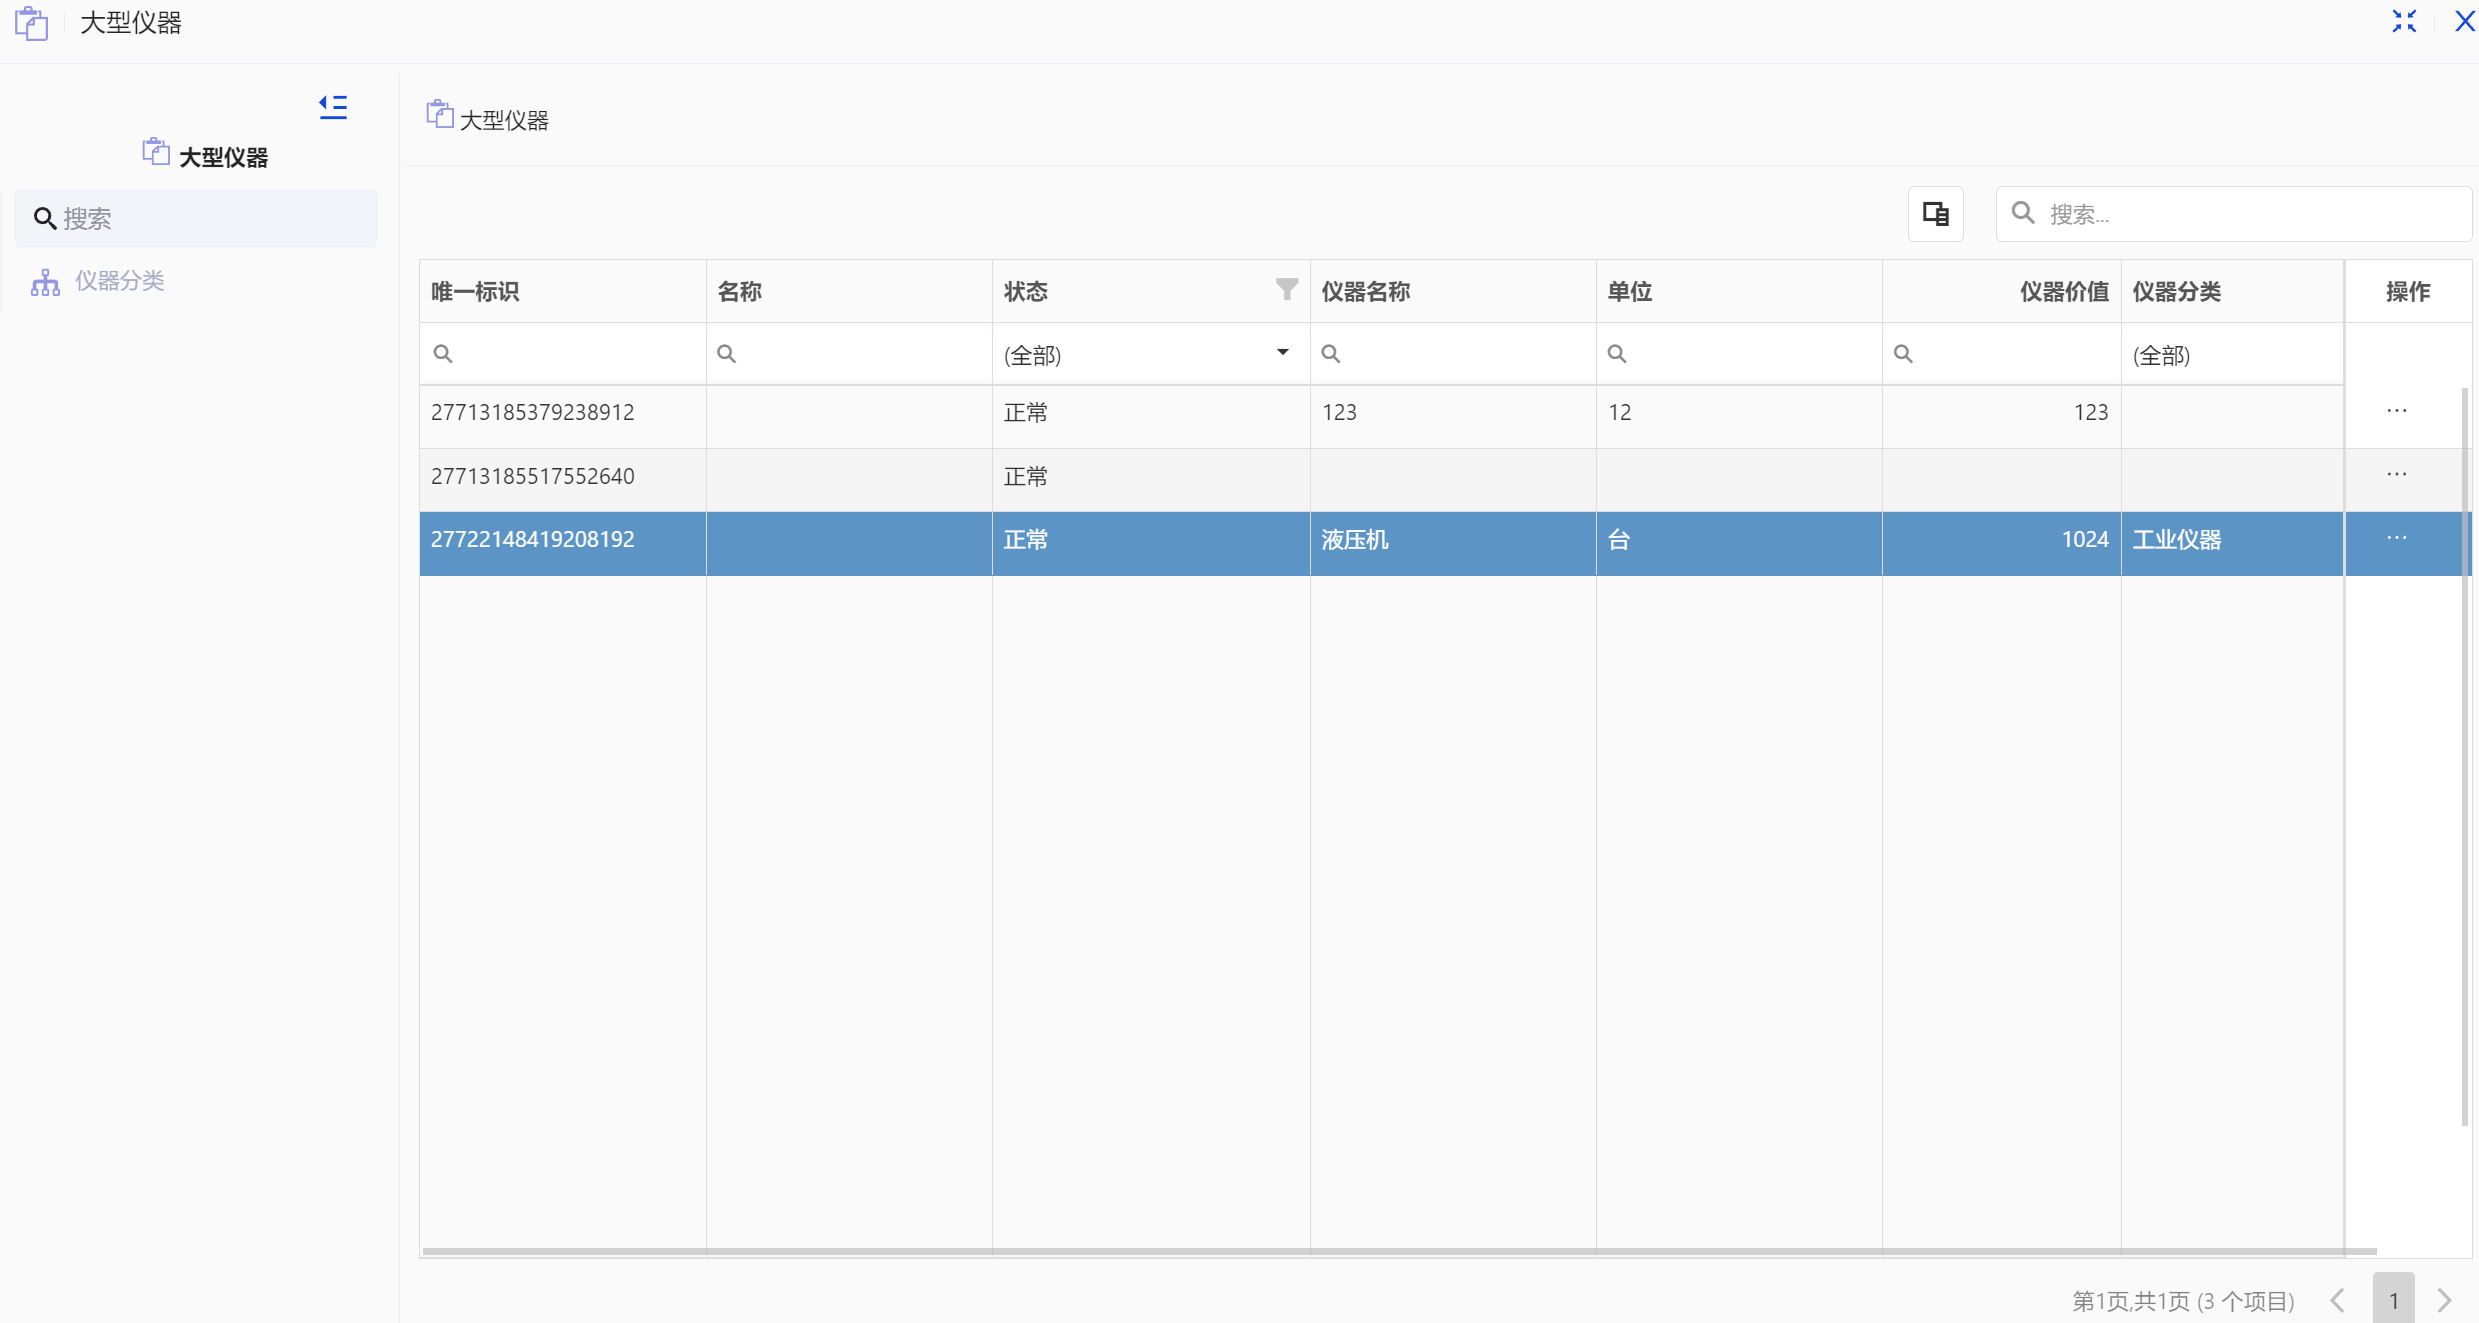 大型仪器
大型仪器
搜索
仪器分类
大型仪器
搜索...
唯一标识 名称 状态 仪器名称 单位 仪器价值 仪器分类 操作
(全部) (全部)
27713185379238912 正常 123 12 123 ...
27713185517552640 正常 ...
27722148419208192 正常 液压机 台 1024 工业仪器 ...
第1页,共1页 (3 个项目) 1